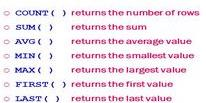 ○ COUNT( ) returns the number of rows
○ SUM( ) returns the sum
○ AVG( ) returns the average value
○ MIN( ) returns the smallest value
○ MAX( ) returns the largest value
○ FIRST( ) returns the first value
○ LAST( ) returns the last value